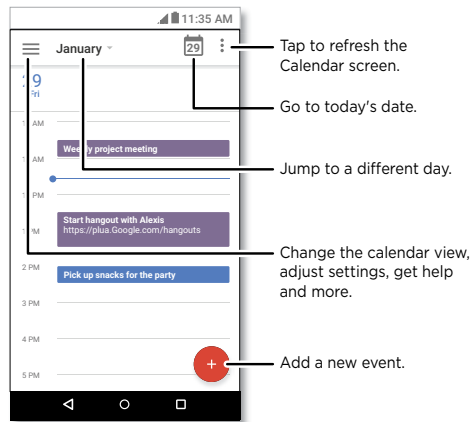 11:35 AM
January
29
Tap to refresh the
Calendar screen.
Fri
Go to today's date.
AM
Weekly project meeting
AM
Jump to a different day.
PM
Start hangout with Alexis
https://plua.Google.com/hangouts
PM
Change the calendar view,
adjust settings, get help
and more.
2 PM
Pick up snacks for the party
3 PM
4 PM
Add a new event.
5 PM